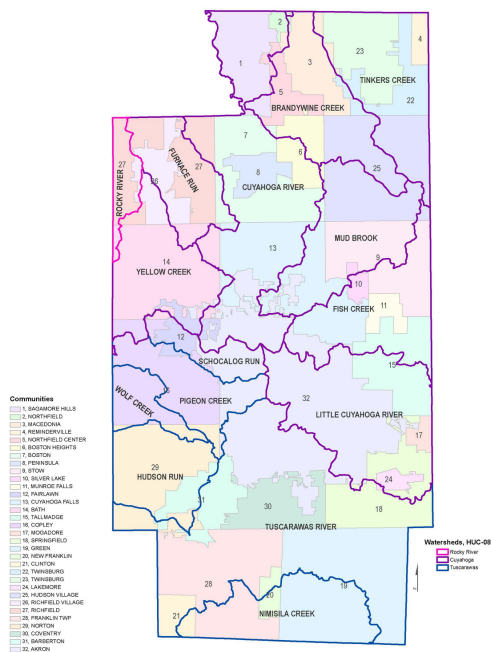 2
1
3
23
4
TINKERS CREEK
5
22
BRANDYWINE CREEK
7
6
27
FURNACE RUN
27
25
ROCKY RIVER
26
8
CUYAHOGA RIVER
13
MUD BROOK
9
14
YELLOW CREEK
10
FISH CREEK
11
12
SCHOCALOG RUN
15
WOLF CREEK
16
PIGEON CREEK
32
LITTLE CUYAHOGA RIVER
17
29
HUDSON RUN
24
31
30
18
TUSCARAWAS RIVER
28
20
19
21
NIMISILA CREEK
Communities
1, SAGAMORE HILLS
2, NORTHFIELD
3, MACEDONIA
4, REMINDERVILLE
5, NORTHFIELD CENTER
6, BOSTON HEIGHTS
7, BOSTON
8, PENINSULA
9, STOW
10, SILVER LAKE
11, MUNROE FALLS
12, FAIRLAWN
13, CUYAHOGA FALLS
14, BATH
15, TALLMADGE
16, COPLEY
17, MOGADORE
18, SPRINGFIELD
19, GREEN
20, NEW FRANKLIN
21, CLINTON
22, TWINSBURG
23, TWINSBURG
24, LAKEMORE
25, HUDSON VILLAGE
26, RICHFIELD VILLAGE
27, RICHFIELD
28, FRANKLIN TWP
29, NORTON
30, COVENTRY
31, BARBERTON
32, AKRON
Watersheds, HUC-08
Rocky River
Cuyahoga
Tuscarawas